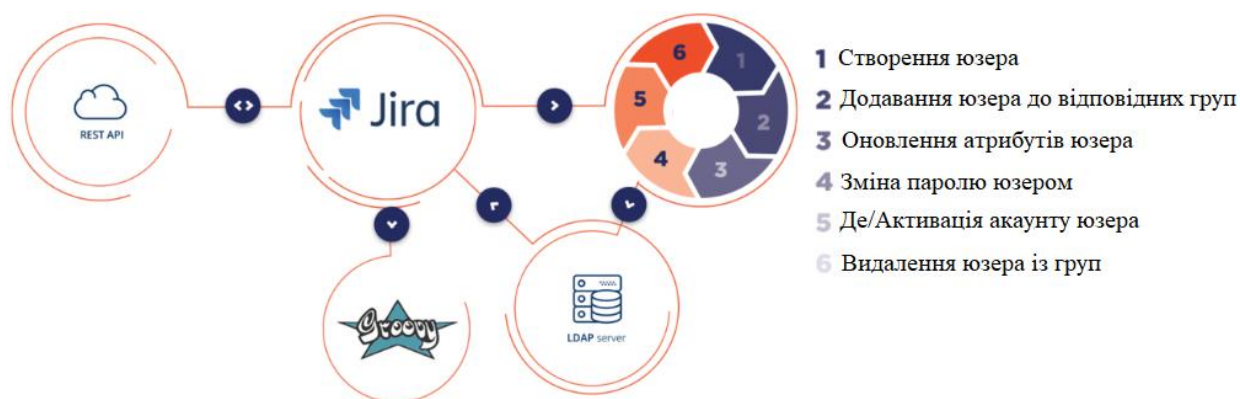 REST API
Jira
Groovy
LDAP server
6
1
5
2
4
3
1 Створення юзера
2 Додавання юзера до відповідних груп
3 Оновлення атрибутів юзера
4 Зміна паролю юзером
5 Де/Активація акаунту юзера
6 Видалення юзера із груп